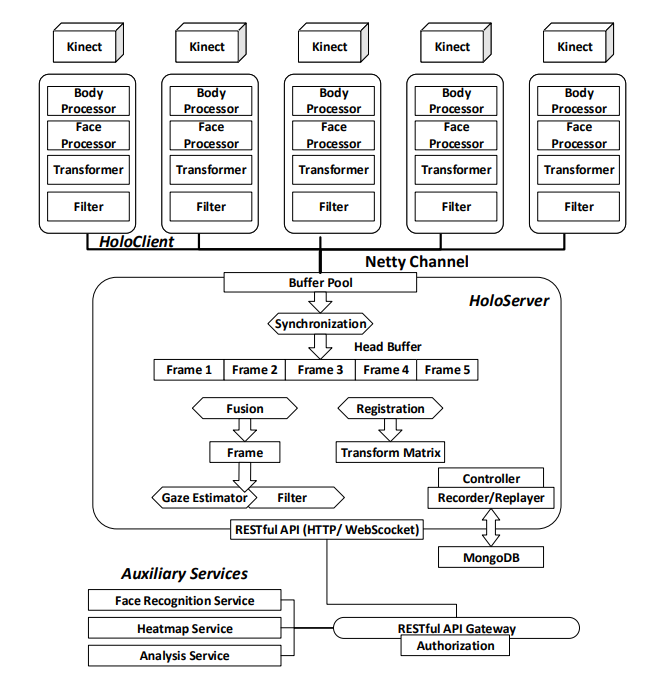 Kinect Kinect Kinect Kinect Kinect
Body Processor Body Processor Body Processor Body Processor Body Processor
Face Processor Face Processor Face Processor Face Processor Face Processor
Transformer Transformer Transformer Transformer Transformer
Filter Filter Filter Filter Filter
HoloClient
Netty Channel
Buffer Pool
HoloServer
Synchronization
Head Buffer
Frame 1 Frame 2 Frame 3 Frame 4 Frame 5
Fusion Registration
Frame Transform Matrix
Controller
Gaze Estimator Filter Recorder/Replayer
RESTful API (HTTP/ WebScocket)
MongoDB
Auxiliary Services
Face Recognition Service
Heatmap Service RESTful API Gateway
Authorization
Analysis Service